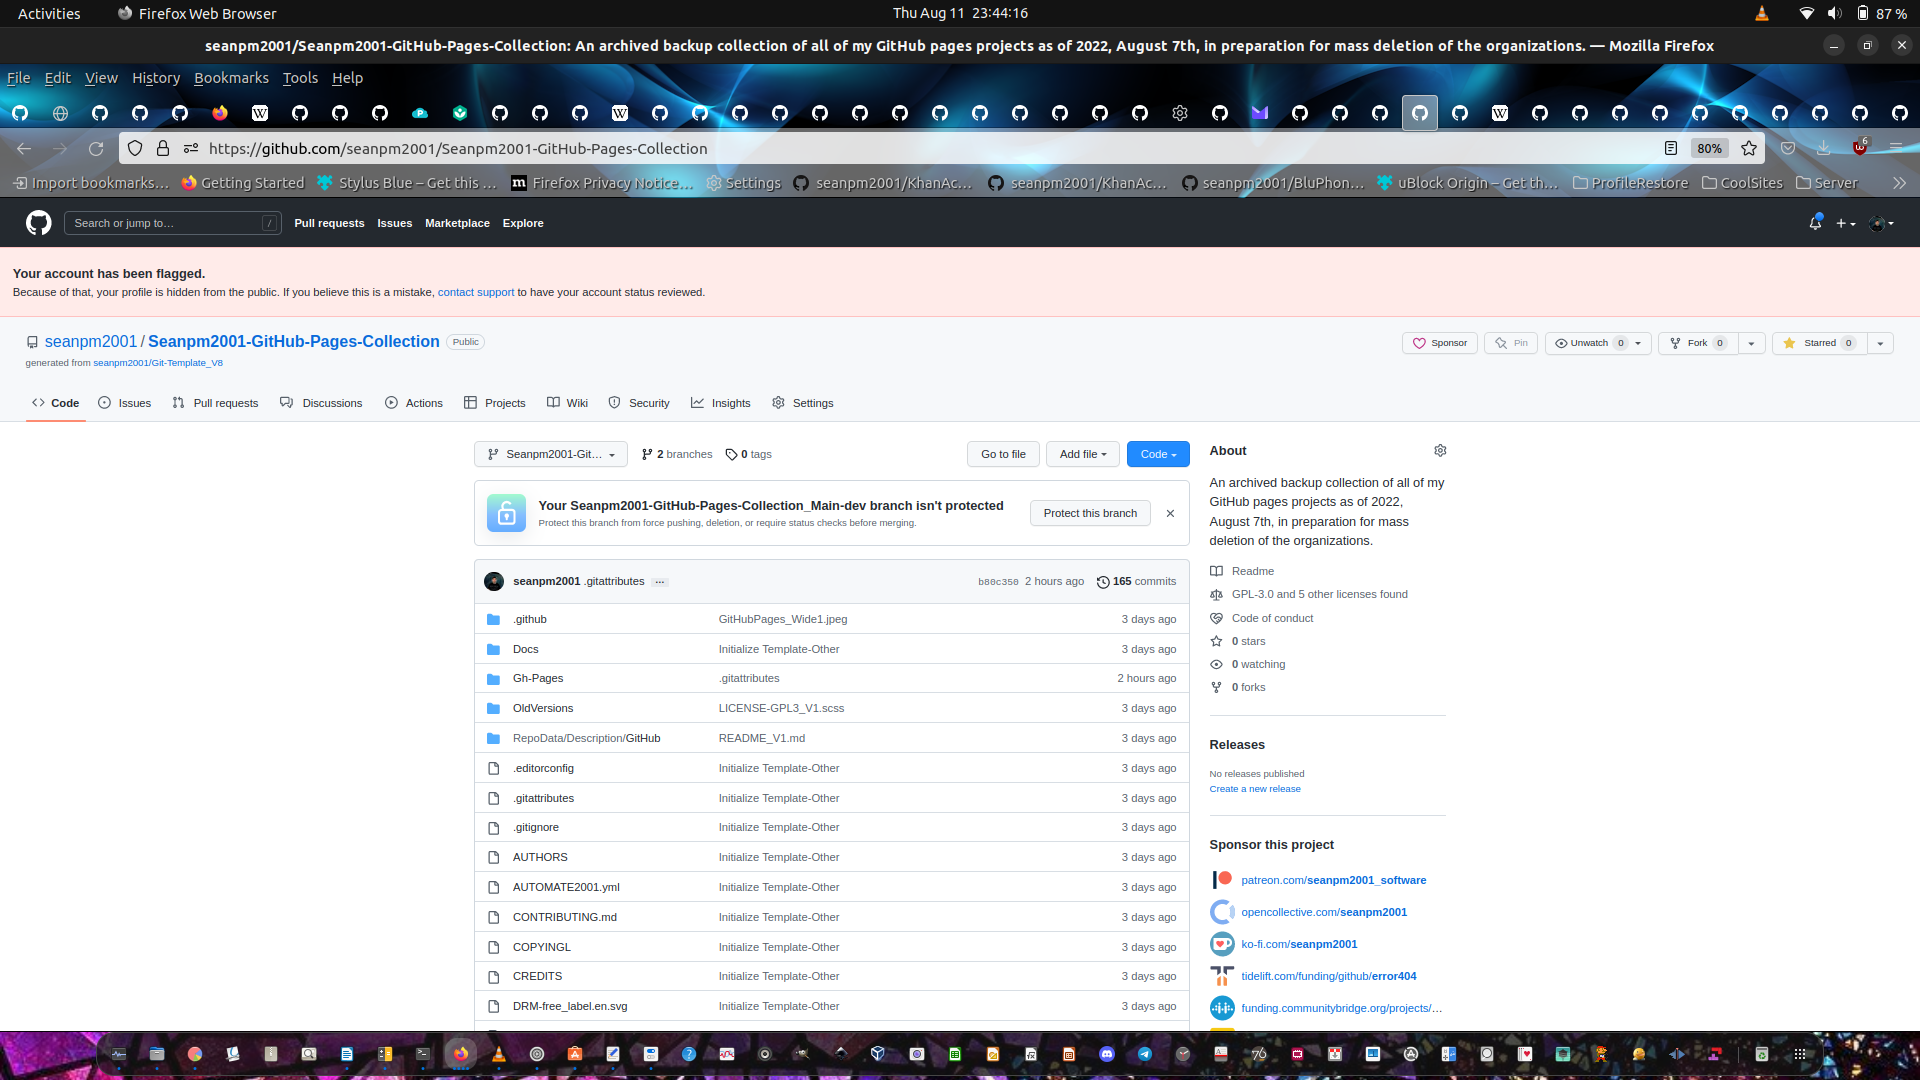 Activities
Firefox Web Browser
Thu Aug 11 23:44:16
87 %
seanpm2001/Seanpm2001-GitHub-Pages-Collection: An archived backup collection of all of my GitHub pages projects as of 2022, August 7th, in preparation for mass deletion of the organizations. — Mozilla Firefox
File Edit View History Bookmarks Tools Help
https://github.com/seanpm2001/Seanpm2001-GitHub-Pages-Collection
80%
6
Import bookmarks… Getting Started Stylus Blue – Get this … Firefox Privacy Notice… Settings seanpm2001/KhanAc… seanpm2001/KhanAc… seanpm2001/BluPhon… uBlock Origin – Get th… ProfileRestore CoolSites Server
Search or jump to… /
Pull requests Issues Marketplace Explore
Your account has been flagged.
Because of that, your profile is hidden from the public. If you believe this is a mistake, contact support to have your account status reviewed.
seanpm2001 / Seanpm2001-GitHub-Pages-Collection Public
generated from seanpm2001/Git-Template_V8
Sponsor Pin Unwatch 0 Fork 0 Starred 0
Code Issues Pull requests Discussions Actions Projects Wiki Security Insights Settings
Seanpm2001-Git… 2 branches 0 tags Go to file Add file Code
Your Seanpm2001-GitHub-Pages-Collection_Main-dev branch isn't protected
Protect this branch from force pushing, deletion, or require status checks before merging.
Protect this branch
seanpm2001 .gitattributes … b80c350 2 hours ago 165 commits
.github GitHubPages_Wide1.jpeg 3 days ago
Docs Initialize Template-Other 3 days ago
Gh-Pages .gitattributes 2 hours ago
OldVersions LICENSE-GPL3_V1.scss 3 days ago
RepoData/Description/GitHub README_V1.md 3 days ago
.editorconfig Initialize Template-Other 3 days ago
.gitattributes Initialize Template-Other 3 days ago
.gitignore Initialize Template-Other 3 days ago
AUTHORS Initialize Template-Other 3 days ago
AUTOMATE2001.yml Initialize Template-Other 3 days ago
CONTRIBUTING.md Initialize Template-Other 3 days ago
COPYINGL Initialize Template-Other 3 days ago
CREDITS Initialize Template-Other 3 days ago
DRM-free_label.en.svg Initialize Template-Other 3 days ago
About
An archived backup collection of all of my
GitHub pages projects as of 2022,
August 7th, in preparation for mass
deletion of the organizations.
Readme
GPL-3.0 and 5 other licenses found
Code of conduct
0 stars
0 watching
0 forks
Releases
No releases published
Create a new release
Sponsor this project
patreon.com/seanpm2001_software
opencollective.com/seanpm2001
ko-fi.com/seanpm2001
tidelift.com/funding/github/error404
funding.communitybridge.org/projects/…